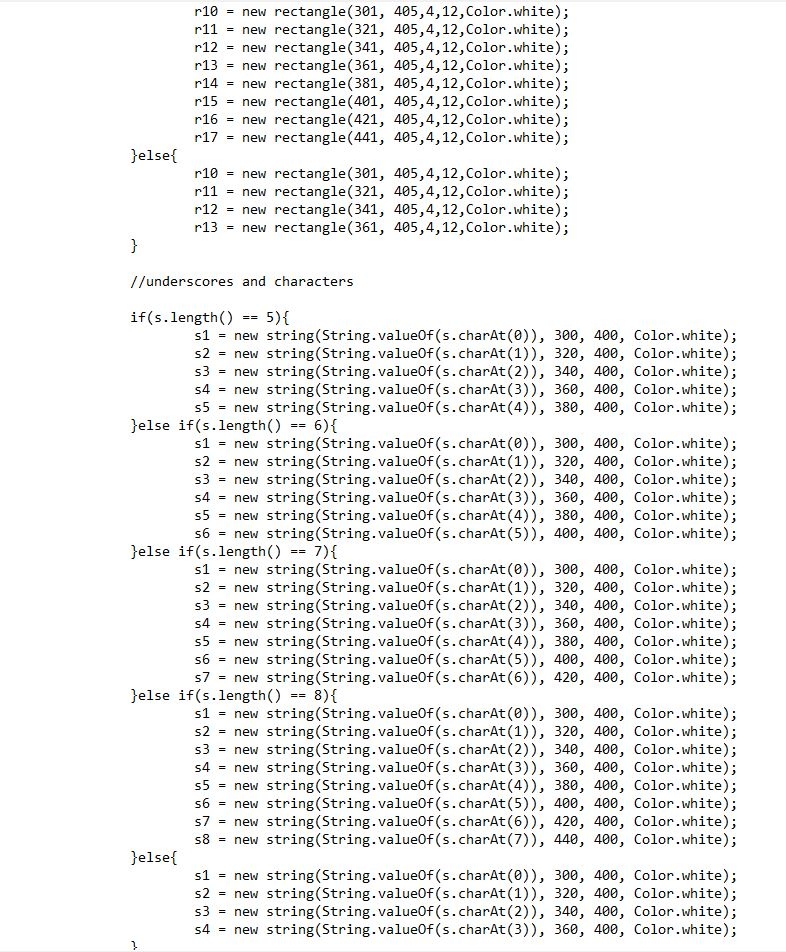 r10 = new rectangle(301, 405,4,12,Color.white);
r11 = new rectangle(321, 405,4,12,Color.white);
r12 = new rectangle(341, 405,4,12,Color.white);
r13 = new rectangle(361, 405,4,12,Color.white);
r14 = new rectangle(381, 405,4,12,Color.white);
r15 = new rectangle(401, 405,4,12,Color.white);
r16 = new rectangle(421, 405,4,12,Color.white);
r17 = new rectangle(441, 405,4,12,Color.white);
}else{
r10 = new rectangle(301, 405,4,12,Color.white);
r11 = new rectangle(321, 405,4,12,Color.white);
r12 = new rectangle(341, 405,4,12,Color.white);
r13 = new rectangle(361, 405,4,12,Color.white);
}
//underscores and characters
if(s.length() == 5){
s1 = new string(String.valueOf(s.charAt(0)), 300, 400, Color.white);
s2 = new string(String.valueOf(s.charAt(1)), 320, 400, Color.white);
s3 = new string(String.valueOf(s.charAt(2)), 340, 400, Color.white);
s4 = new string(String.valueOf(s.charAt(3)), 360, 400, Color.white);
s5 = new string(String.valueOf(s.charAt(4)), 380, 400, Color.white);
}else if(s.length() == 6){
s1 = new string(String.valueOf(s.charAt(0)), 300, 400, Color.white);
s2 = new string(String.valueOf(s.charAt(1)), 320, 400, Color.white);
s3 = new string(String.valueOf(s.charAt(2)), 340, 400, Color.white);
s4 = new string(String.valueOf(s.charAt(3)), 360, 400, Color.white);
s5 = new string(String.valueOf(s.charAt(4)), 380, 400, Color.white);
s6 = new string(String.valueOf(s.charAt(5)), 400, 400, Color.white);
}else if(s.length() == 7){
s1 = new string(String.valueOf(s.charAt(0)), 300, 400, Color.white);
s2 = new string(String.valueOf(s.charAt(1)), 320, 400, Color.white);
s3 = new string(String.valueOf(s.charAt(2)), 340, 400, Color.white);
s4 = new string(String.valueOf(s.charAt(3)), 360, 400, Color.white);
s5 = new string(String.valueOf(s.charAt(4)), 380, 400, Color.white);
s6 = new string(String.valueOf(s.charAt(5)), 400, 400, Color.white);
s7 = new string(String.valueOf(s.charAt(6)), 420, 400, Color.white);
}else if(s.length() == 8){
s1 = new string(String.valueOf(s.charAt(0)), 300, 400, Color.white);
s2 = new string(String.valueOf(s.charAt(1)), 320, 400, Color.white);
s3 = new string(String.valueOf(s.charAt(2)), 340, 400, Color.white);
s4 = new string(String.valueOf(s.charAt(3)), 360, 400, Color.white);
s5 = new string(String.valueOf(s.charAt(4)), 380, 400, Color.white);
s6 = new string(String.valueOf(s.charAt(5)), 400, 400, Color.white);
s7 = new string(String.valueOf(s.charAt(6)), 420, 400, Color.white);
s8 = new string(String.valueOf(s.charAt(7)), 440, 400, Color.white);
}else{
s1 = new string(String.valueOf(s.charAt(0)), 300, 400, Color.white);
s2 = new string(String.valueOf(s.charAt(1)), 320, 400, Color.white);
s3 = new string(String.valueOf(s.charAt(2)), 340, 400, Color.white);
s4 = new string(String.valueOf(s.charAt(3)), 360, 400, Color.white);
}